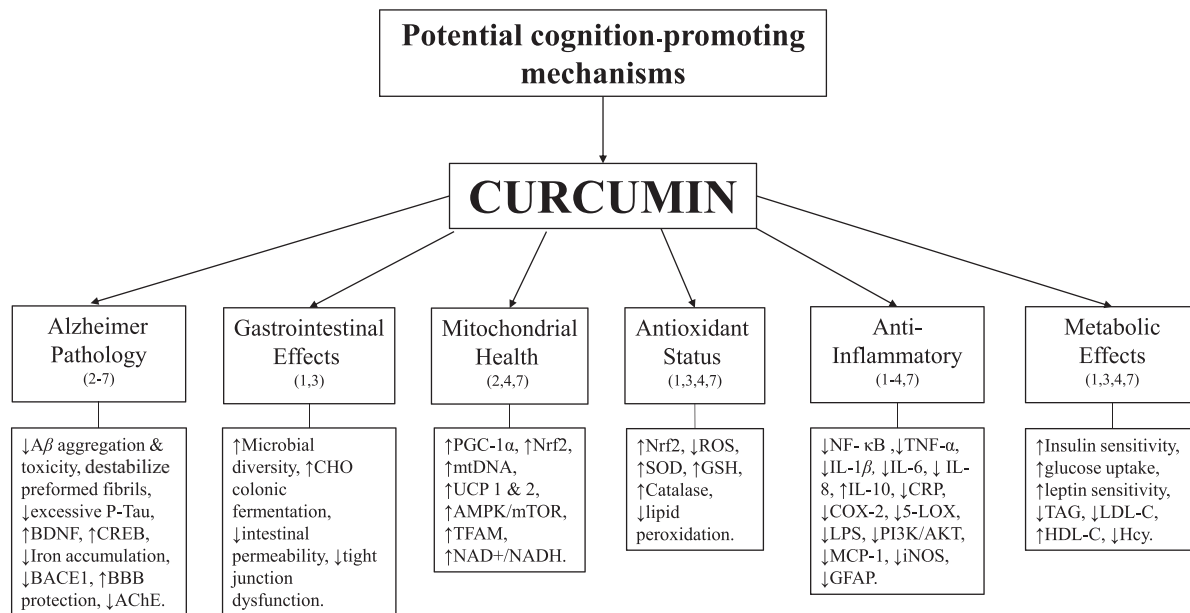 Potential cognition-promoting
mechanisms
CURCUMIN
Alzheimer
Pathology
(2-7)
↓Aβ aggregation &
toxicity, destabilize
preformed fibrils,
↓excessive P-Tau,
↑BDNF, ↑CREB,
↓Iron accumulation,
↓BACE1, ↑BBB
protection, ↓AChE.
Gastrointestinal
Effects
(1,3)
↑Microbial
diversity, ↑CHO
colonic
fermentation,
↓intestinal
permeability, ↓tight
junction
dysfunction.
Mitochondrial
Health
(2,4,7)
↑PGC-1α, ↑Nrf2,
↑mtDNA,
↑UCP 1 & 2,
↑AMPK/mTOR,
↑TFAM,
↑NAD+/NADH.
Antioxidant
Status
(1,3,4,7)
↑Nrf2, ↓ROS,
↑SOD, ↑GSH,
↑Catalase,
↓lipid
peroxidation.
Anti-
Inflammatory
(1-4,7)
↓NF- κB ,↓TNF-α,
↓IL-1β, ↓IL-6, ↓ IL-
8, ↑IL-10, ↓CRP,
↓COX-2, ↓5-LOX,
↓LPS, ↓PI3K/AKT,
↓MCP-1, ↓iNOS,
↓GFAP.
Metabolic
Effects
(1,3,4,7)
↑Insulin sensitivity,
↑glucose uptake,
↑leptin sensitivity,
↓TAG, ↓LDL-C,
↑HDL-C, ↓Hcy.